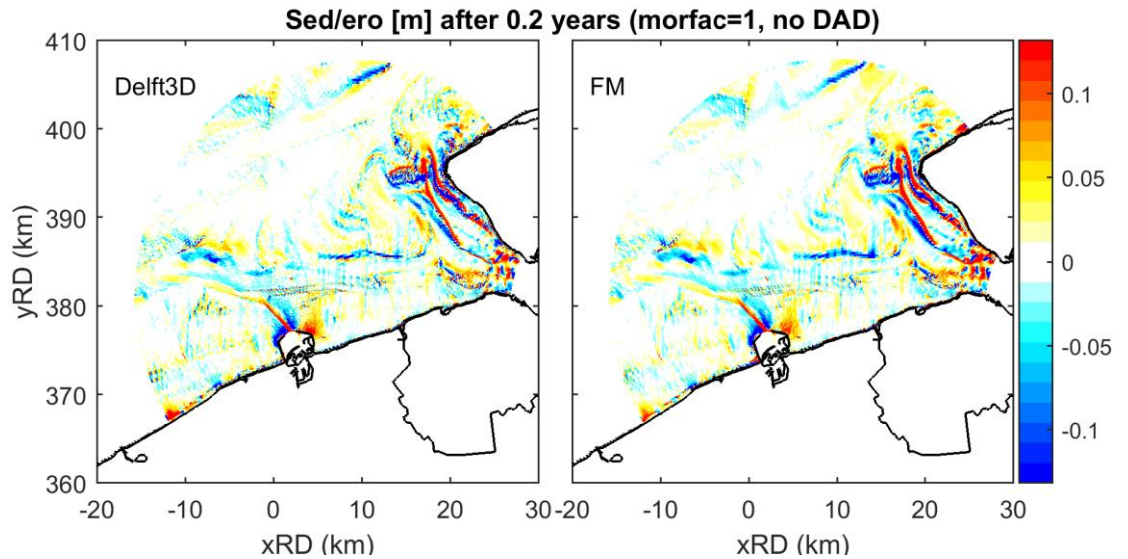 Sed/ero [m] after 0.2 years (morfac=1, no DAD)
410
400
390
380
370
360
yRD (km)
Delft3D
FM
-20 -10 0 10 20 30
-20 -10 0 10 20 30
xRD (km)
xRD (km)
0.1
0.05
0
-0.05
-0.1